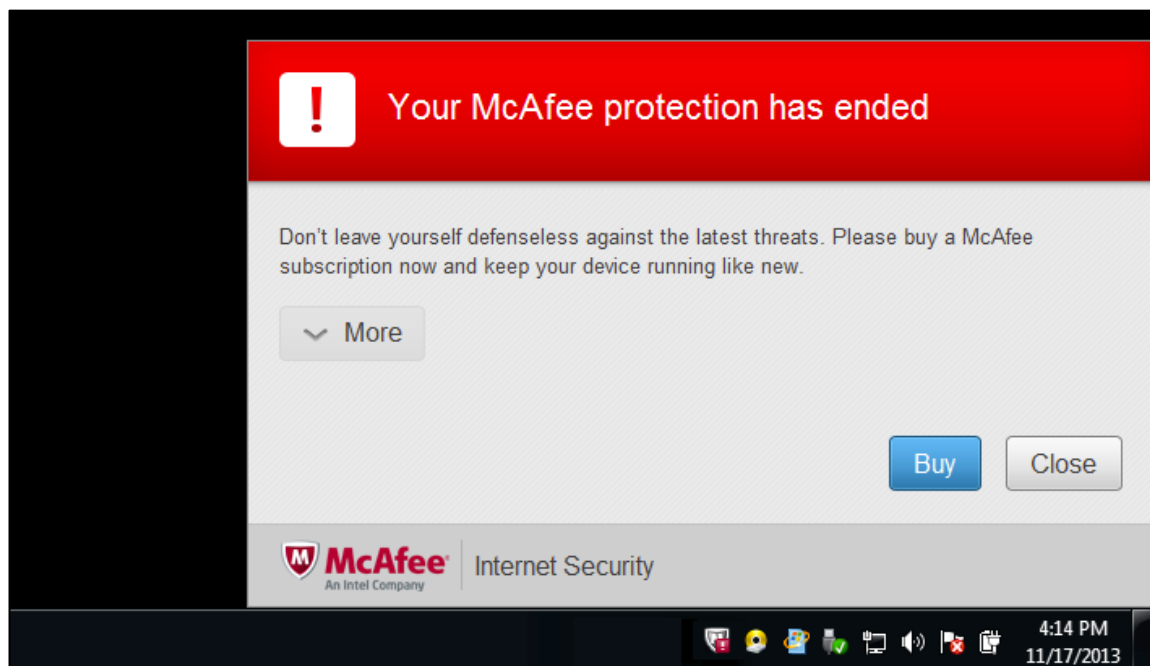 !
Your McAfee protection has ended
Don't leave yourself defenseless against the latest threats. Please buy a McAfee
subscription now and keep your device running like new.
More
Buy
Close
M
McAfee
An Intel Company
Internet Security
4:14 PM
11/17/2013